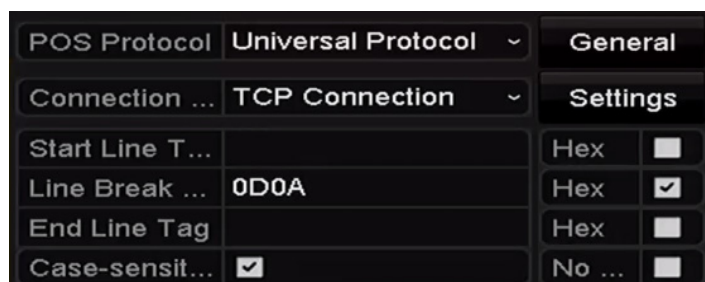 POS Protocol Universal Protocol General
Connection ... TCP Connection Settings
Start Line T... Hex
Line Break ... 0D0A Hex
End Line Tag Hex
Case-sensit... No ...